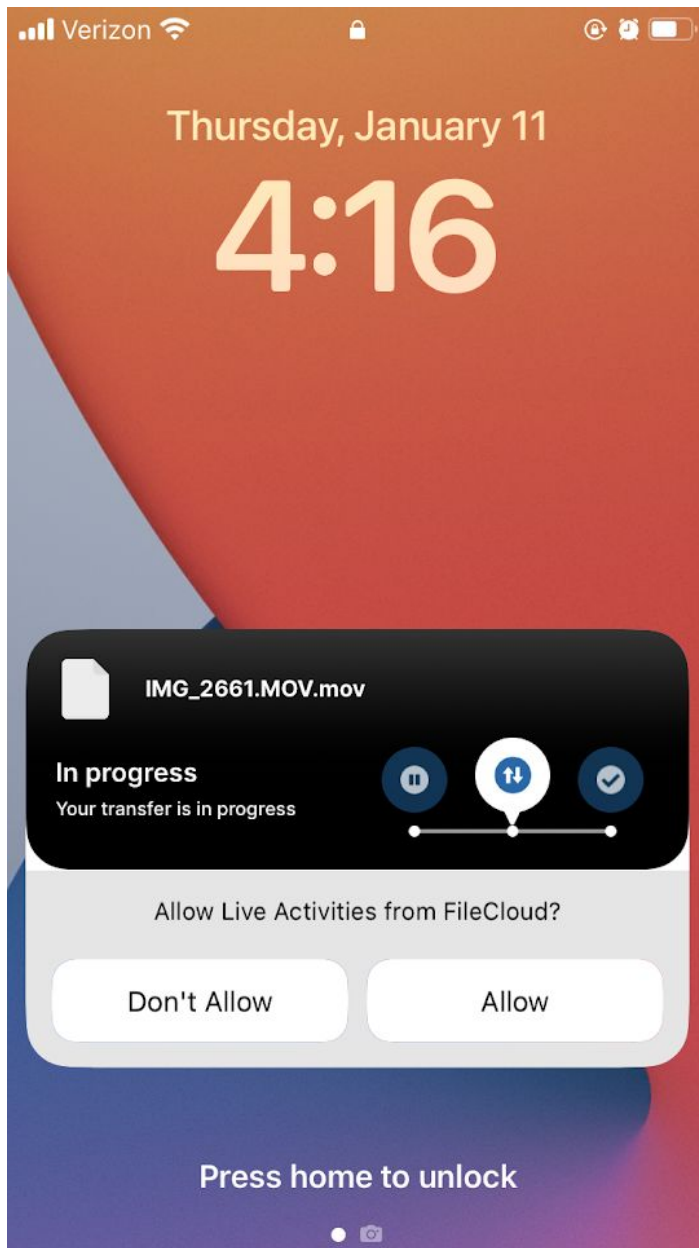 Verizon
Thursday, January 11
4:16
IMG_2661.MOV.mov
In progress
Your transfer is in progress
Allow Live Activities from FileCloud?
Don't Allow
Allow
Press home to unlock